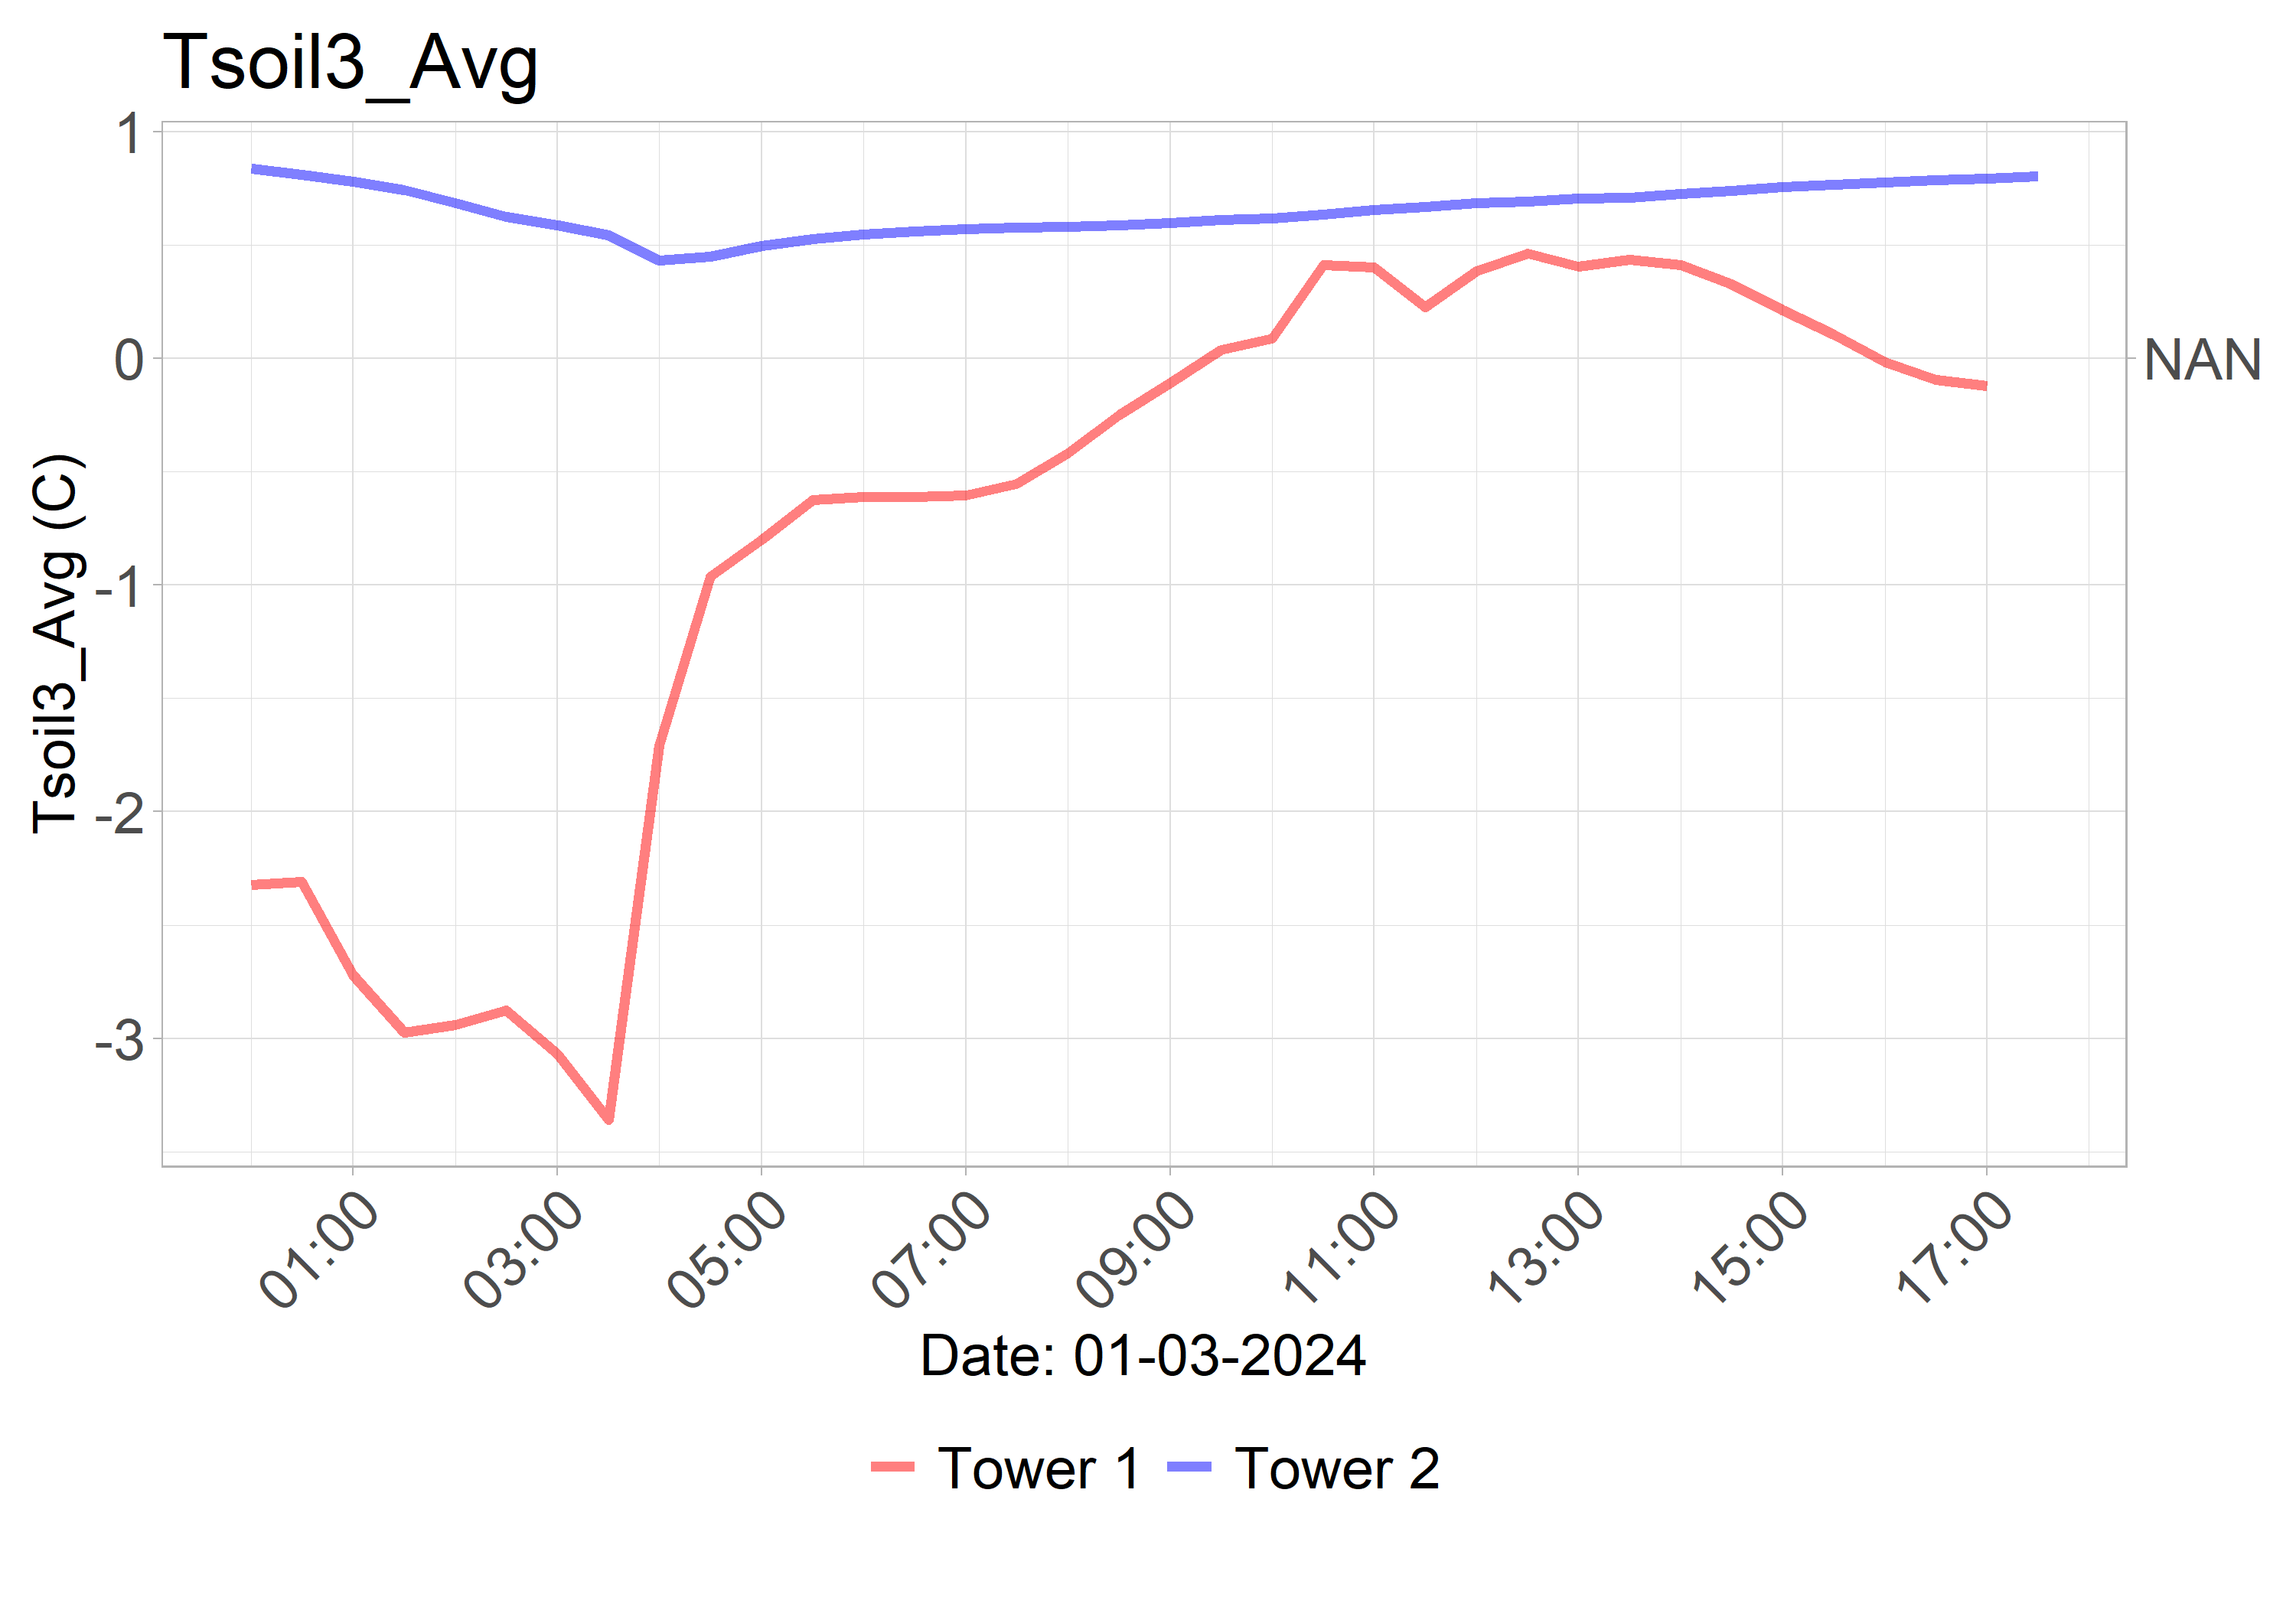 Tsoil3_Avg
1
0
-1
-2
-3
NAN
Tsoil3_Avg (C)
01:00 03:00 05:00 07:00 09:00 11:00 13:00 15:00 17:00
Date: 01-03-2024
Tower 1 Tower 2